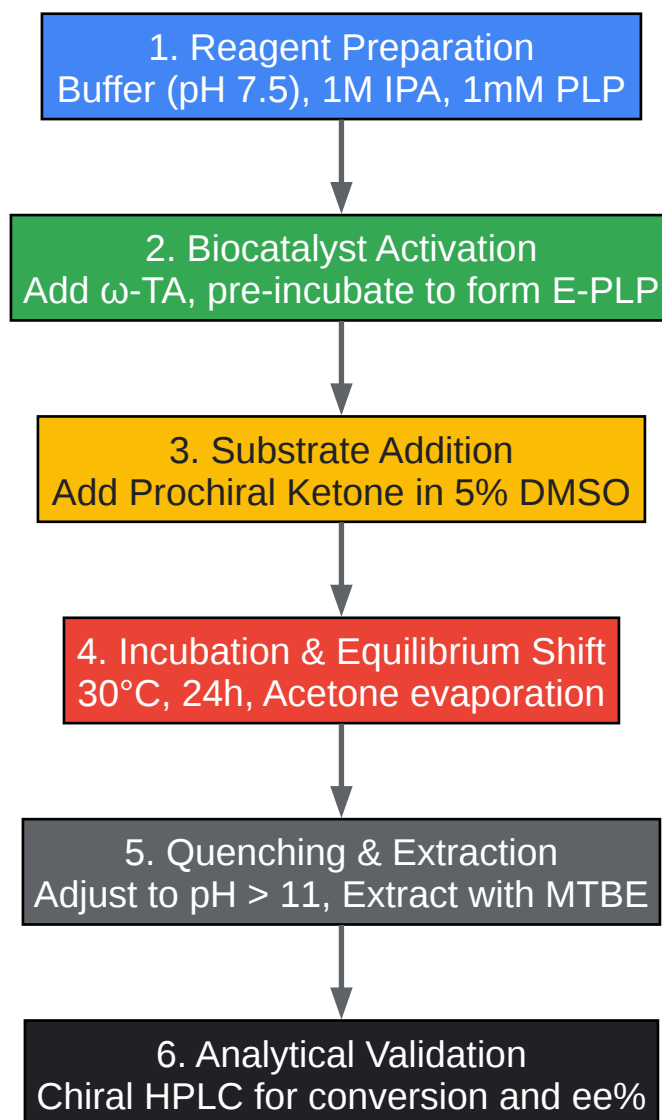 1. Reagent Preparation
Buffer (pH 7.5), 1M IPA, 1mM PLP
2. Biocatalyst Activation
Add ω-TA, pre-incubate to form E-PLP
3. Substrate Addition
Add Prochiral Ketone in 5% DMSO
4. Incubation & Equilibrium Shift
30°C, 24h, Acetone evaporation
5. Quenching & Extraction
Adjust to pH > 11, Extract with MTBE
6. Analytical Validation
Chiral HPLC for conversion and ee%